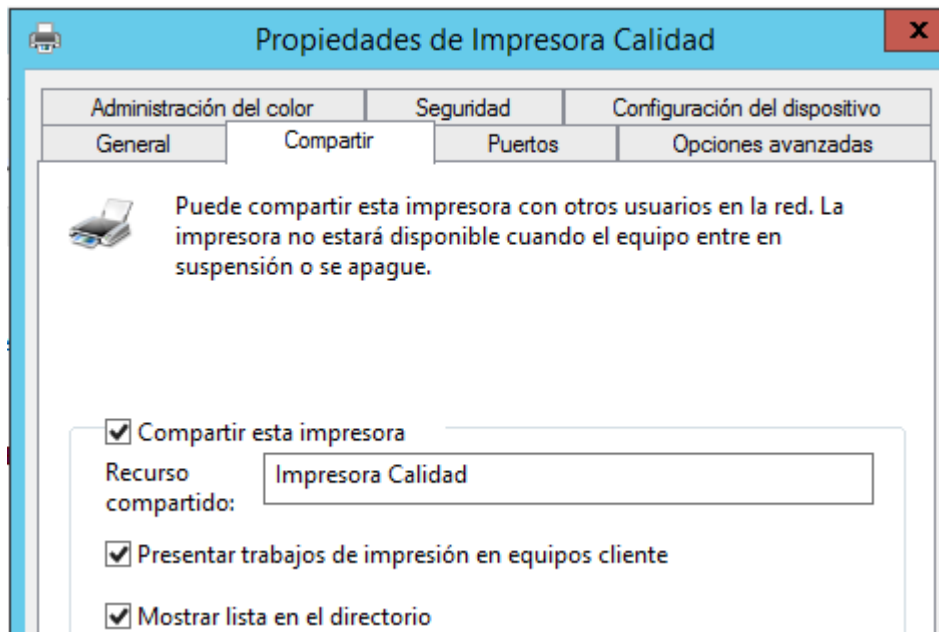 Propiedades de Impresora Calidad
x
Administración del color
Seguridad
Configuración del dispositivo
General
Compartir
Puertos
Opciones avanzadas
Puede compartir esta impresora con otros usuarios en la red. La
impresora no estará disponible cuando el equipo entre en
suspensión o se apague.
Compartir esta impresora
Recurso
compartido:
Impresora Calidad
Presentar trabajos de impresión en equipos cliente
Mostrar lista en el directorio